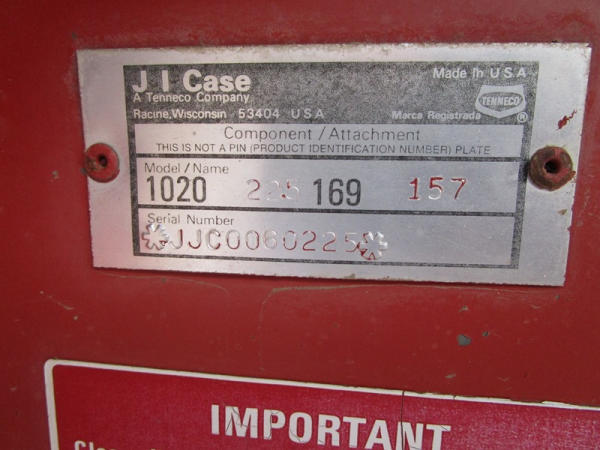 J I Case
A Tenneco Company
Racine, Wisconsin 53404 U S A
Made In U S A
TENNECO
®
Marca Registrada
Component/Attachment
THIS IS NOT A PIN (PRODUCT IDENTIFICATION NUMBER) PLATE
Model/Name
1020 225 169 157
Serial Number
*JJC0060225*
IMPORTANT